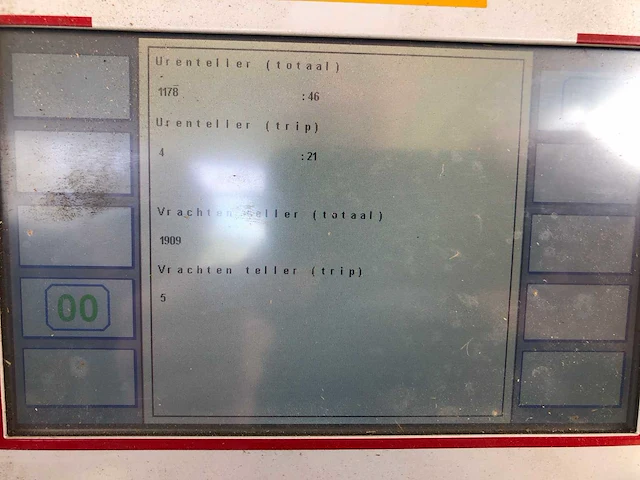 Urenteller (totaal)
1178 :46
Urenteller (trip)
4 :21
Vrachten teller (totaal)
1909
Vrachten teller (trip)
5
00